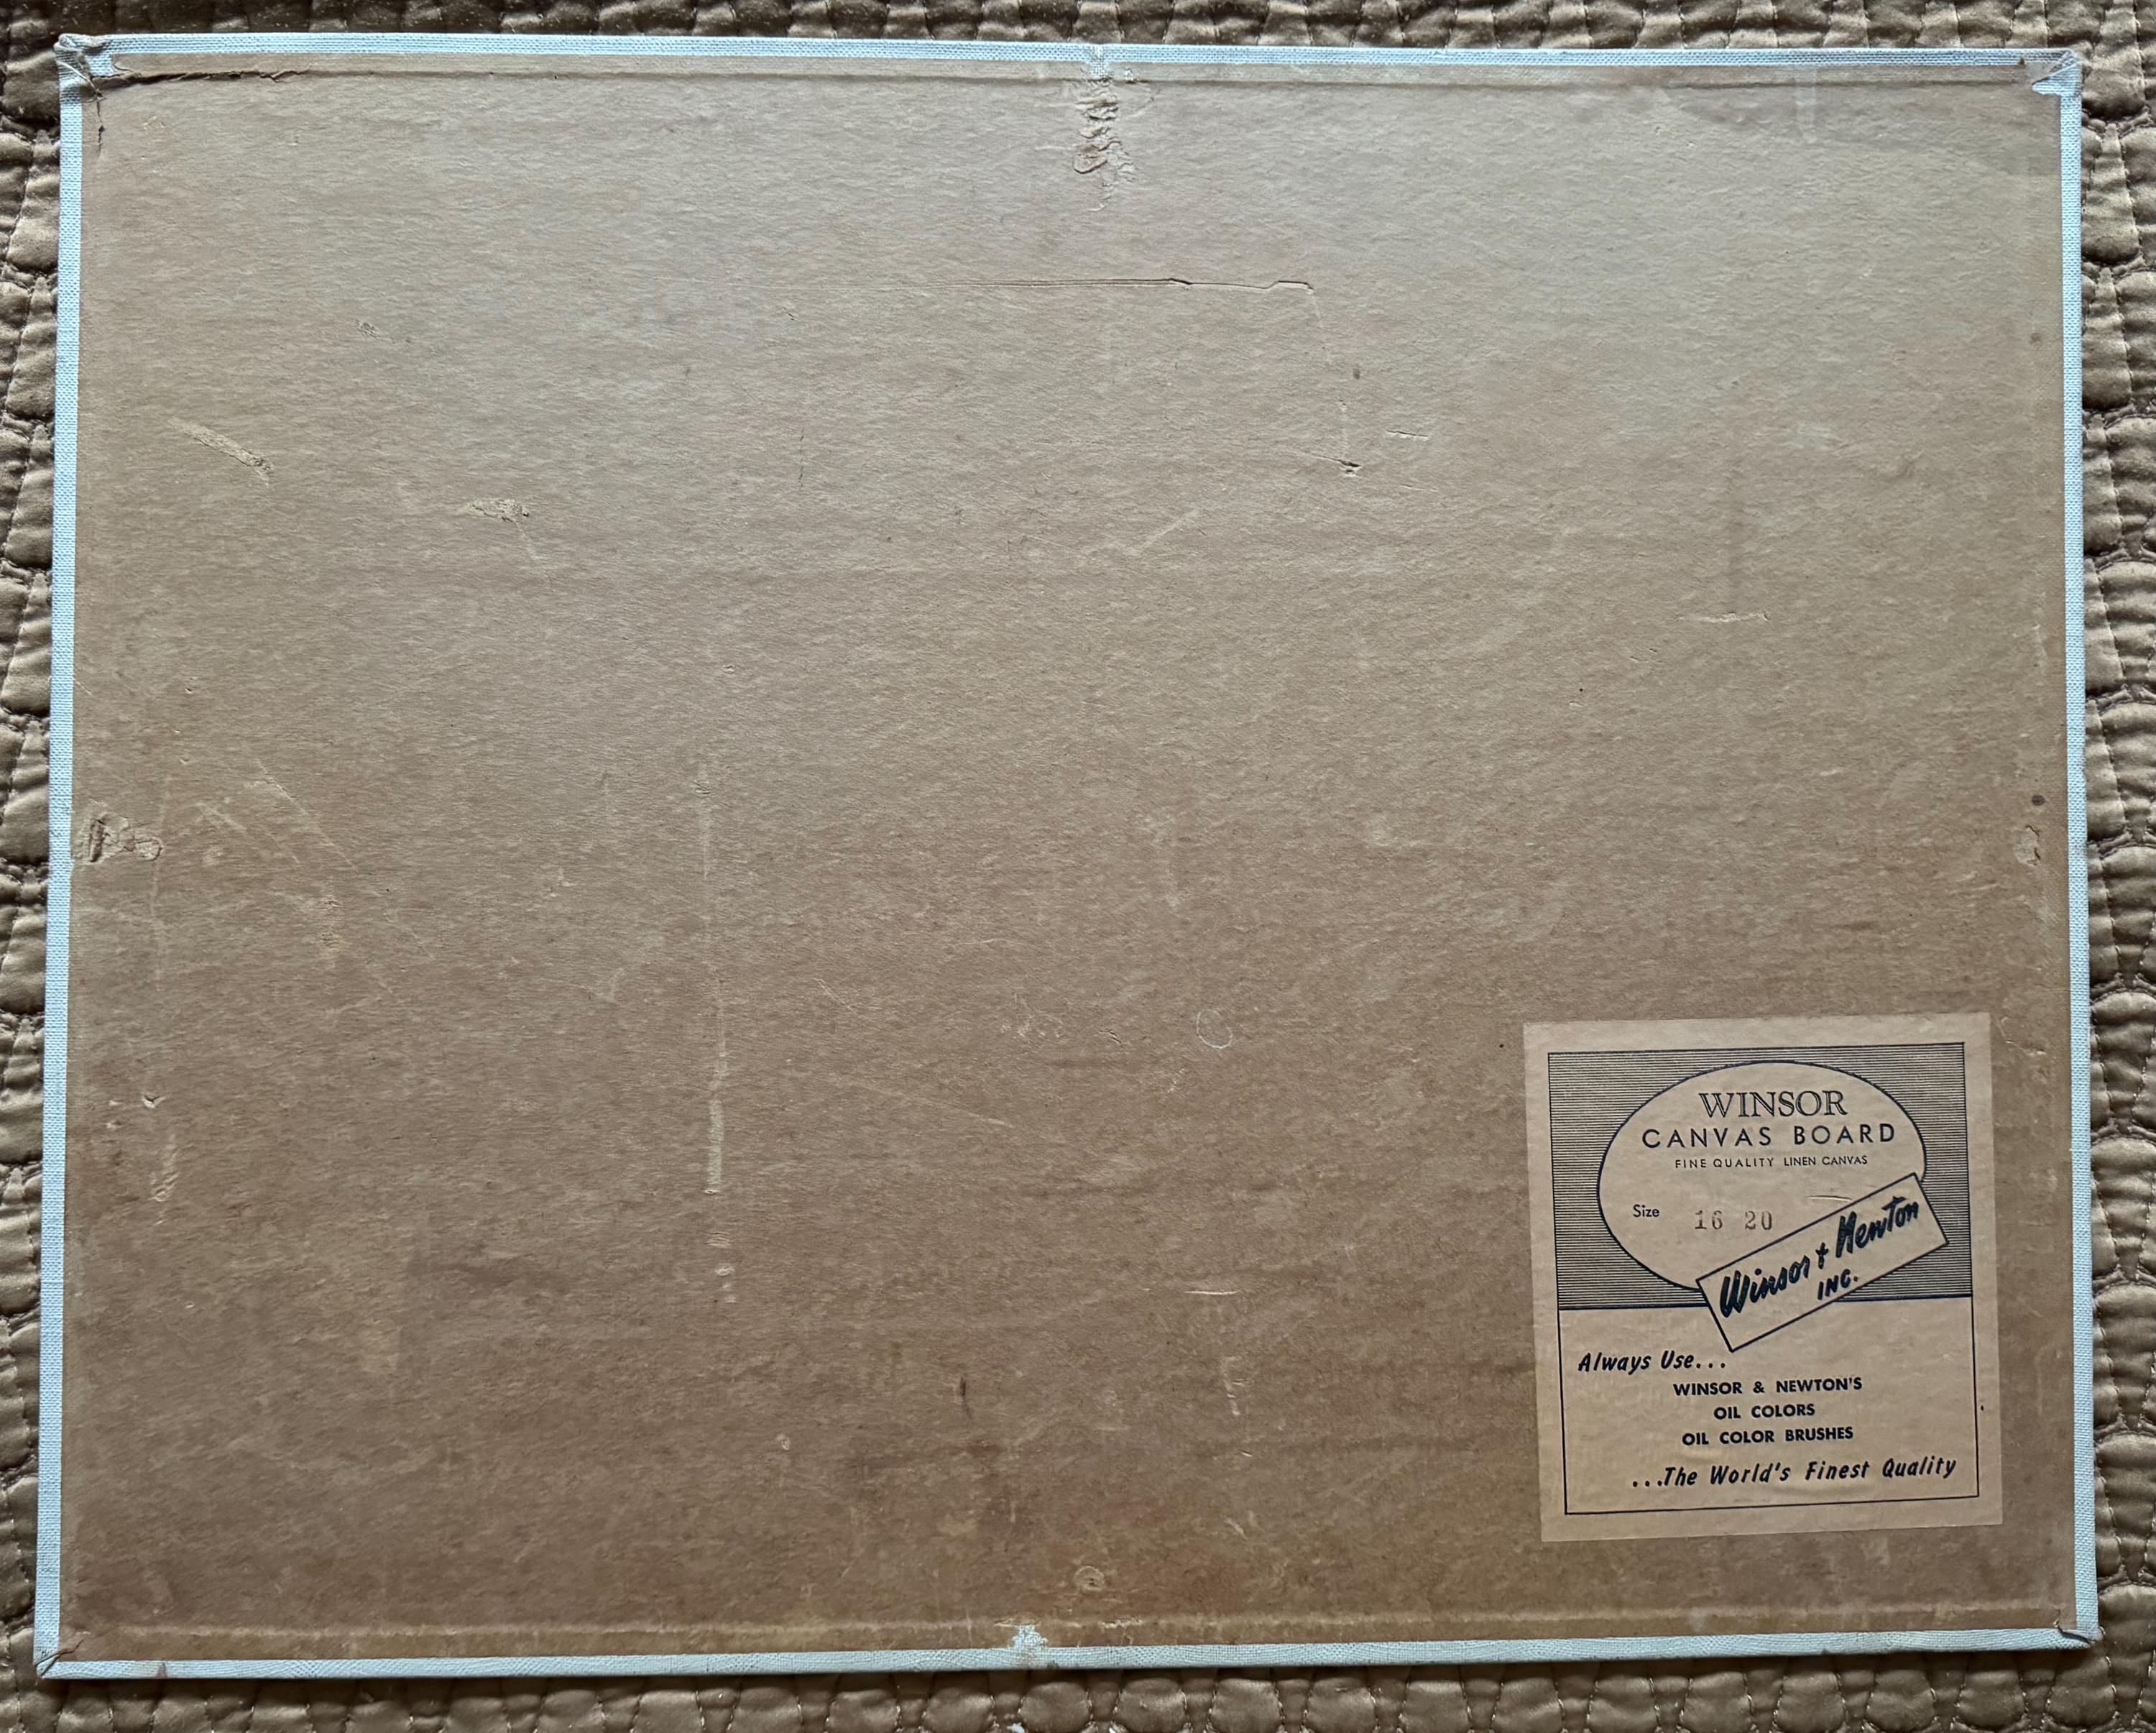 WINSOR
CANVAS BOARD
FINE QUALITY LINEN CANVAS
Size 16 20
Winsor + Newton
INC.
Always Use...
WINSOR & NEWTON'S
OIL COLORS
OIL COLOR BRUSHES
...The World's Finest Quality